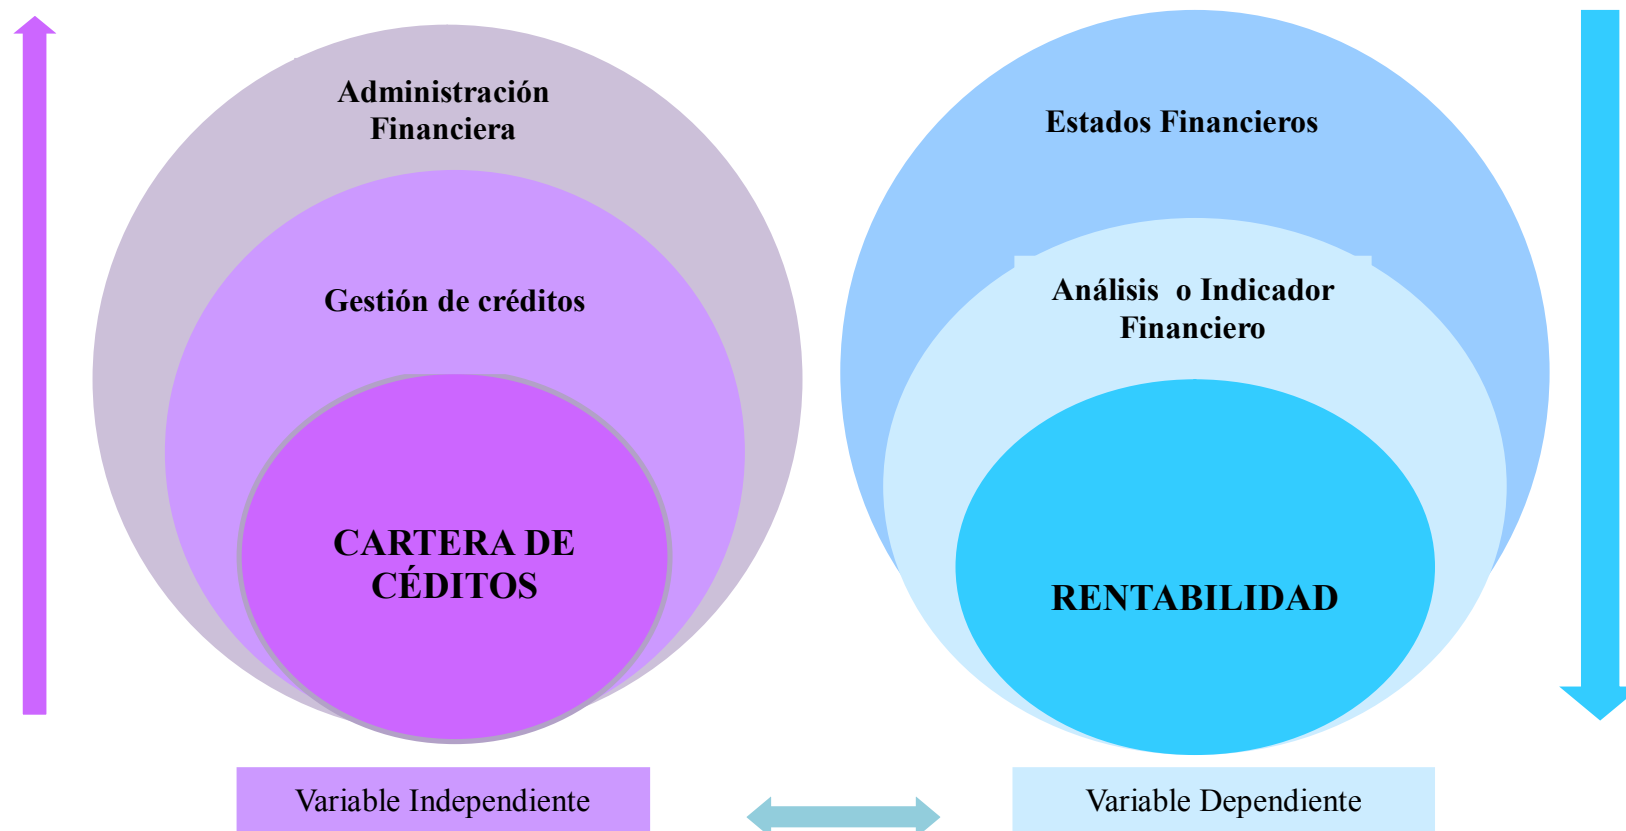 Administración
Financiera
Gestión de créditos
CARTERA DE
CÉDITOS
Variable Independiente
Estados Financieros
Análisis  o Indicador
Financiero
RENTABILIDAD
Variable Dependiente